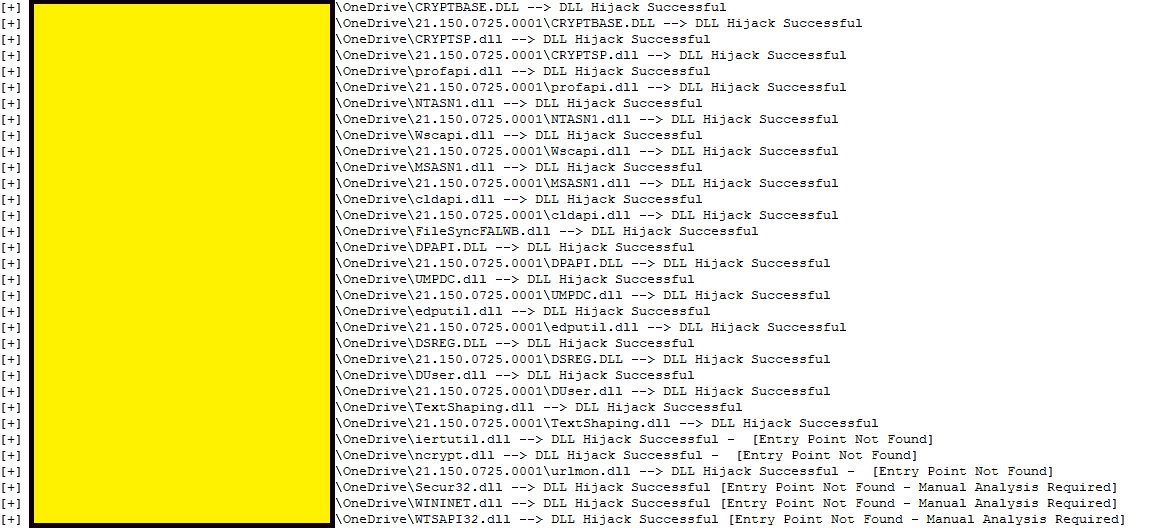 [+] \OneDrive\CRYPTBASE.DLL --> DLL Hijack Successful
[+] \OneDrive\21.150.0725.0001\CRYPTBASE.DLL --> DLL Hijack Successful
[+] \OneDrive\CRYPTSP.dll --> DLL Hijack Successful
[+] \OneDrive\21.150.0725.0001\CRYPTSP.dll --> DLL Hijack Successful
[+] \OneDrive\profapi.dll --> DLL Hijack Successful
[+] \OneDrive\21.150.0725.0001\profapi.dll --> DLL Hijack Successful
[+] \OneDrive\NTASN1.dll --> DLL Hijack Successful
[+] \OneDrive\21.150.0725.0001\NTASN1.dll --> DLL Hijack Successful
[+] \OneDrive\Wscapi.dll --> DLL Hijack Successful
[+] \OneDrive\21.150.0725.0001\Wscapi.dll --> DLL Hijack Successful
[+] \OneDrive\MSASN1.dll --> DLL Hijack Successful
[+] \OneDrive\21.150.0725.0001\MSASN1.dll --> DLL Hijack Successful
[+] \OneDrive\cldapi.dll --> DLL Hijack Successful
[+] \OneDrive\21.150.0725.0001\cldapi.dll --> DLL Hijack Successful
[+] \OneDrive\FileSyncFALWB.dll --> DLL Hijack Successful
[+] \OneDrive\DPAPI.DLL --> DLL Hijack Successful
[+] \OneDrive\21.150.0725.0001\DPAPI.DLL --> DLL Hijack Successful
[+] \OneDrive\UMPDC.dll --> DLL Hijack Successful
[+] \OneDrive\21.150.0725.0001\UMPDC.dll --> DLL Hijack Successful
[+] \OneDrive\edputil.dll --> DLL Hijack Successful
[+] \OneDrive\21.150.0725.0001\edputil.dll --> DLL Hijack Successful
[+] \OneDrive\DSREG.DLL --> DLL Hijack Successful
[+] \OneDrive\21.150.0725.0001\DSREG.DLL --> DLL Hijack Successful
[+] \OneDrive\DUser.dll --> DLL Hijack Successful
[+] \OneDrive\21.150.0725.0001\DUser.dll --> DLL Hijack Successful
[+] \OneDrive\TextShaping.dll --> DLL Hijack Successful
[+] \OneDrive\21.150.0725.0001\TextShaping.dll --> DLL Hijack Successful
[+] \OneDrive\iertutil.dll --> DLL Hijack Successful -  [Entry Point Not Found]
[+] \OneDrive\ncrypt.dll --> DLL Hijack Successful -  [Entry Point Not Found]
[+] \OneDrive\21.150.0725.0001\urlmon.dll --> DLL Hijack Successful -  [Entry Point Not Found]
[+] \OneDrive\Secur32.dll --> DLL Hijack Successful [Entry Point Not Found - Manual Analysis Required]
[+] \OneDrive\WININET.dll --> DLL Hijack Successful [Entry Point Not Found - Manual Analysis Required]
[+] \OneDrive\WTSAPI32.dll --> DLL Hijack Successful [Entry Point Not Found - Manual Analysis Required]